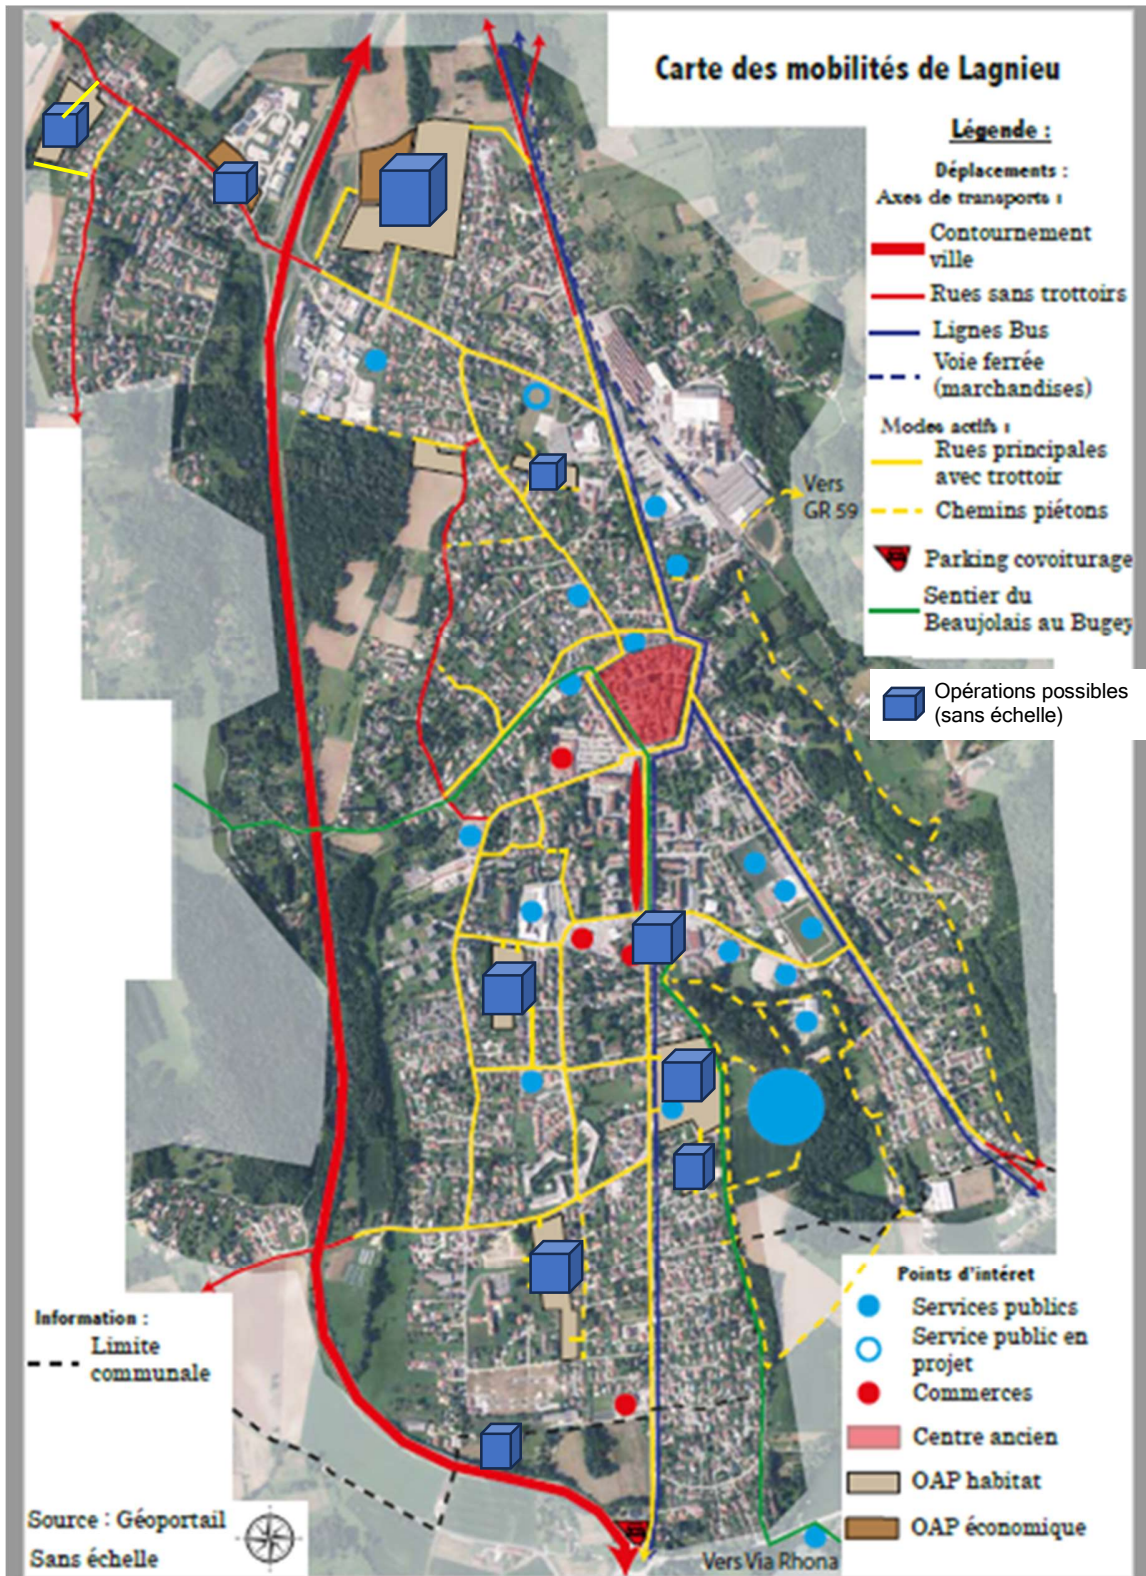 Carte des mobilités de Lagnieu
Légende :
Déplacements :
Axes de transports :
Contournement
ville
Rues sans trottoirs
Lignes Bus
Voie ferrée
(marchandises)
Modes actifs :
Rues principales
avec trottoir
Chemins piétons
Parking covoiturage
Sentier du
Beaujolais au Bugey
Opérations possibles
(sans échelle)
Vers
GR 59
Points d'intéret
Services publics
Service public en
projet
Commerces
Centre ancien
OAP habitat
OAP économique
Information :
Limite
communale
Source : Géoportail
Sans échelle
Vers Via Rhona